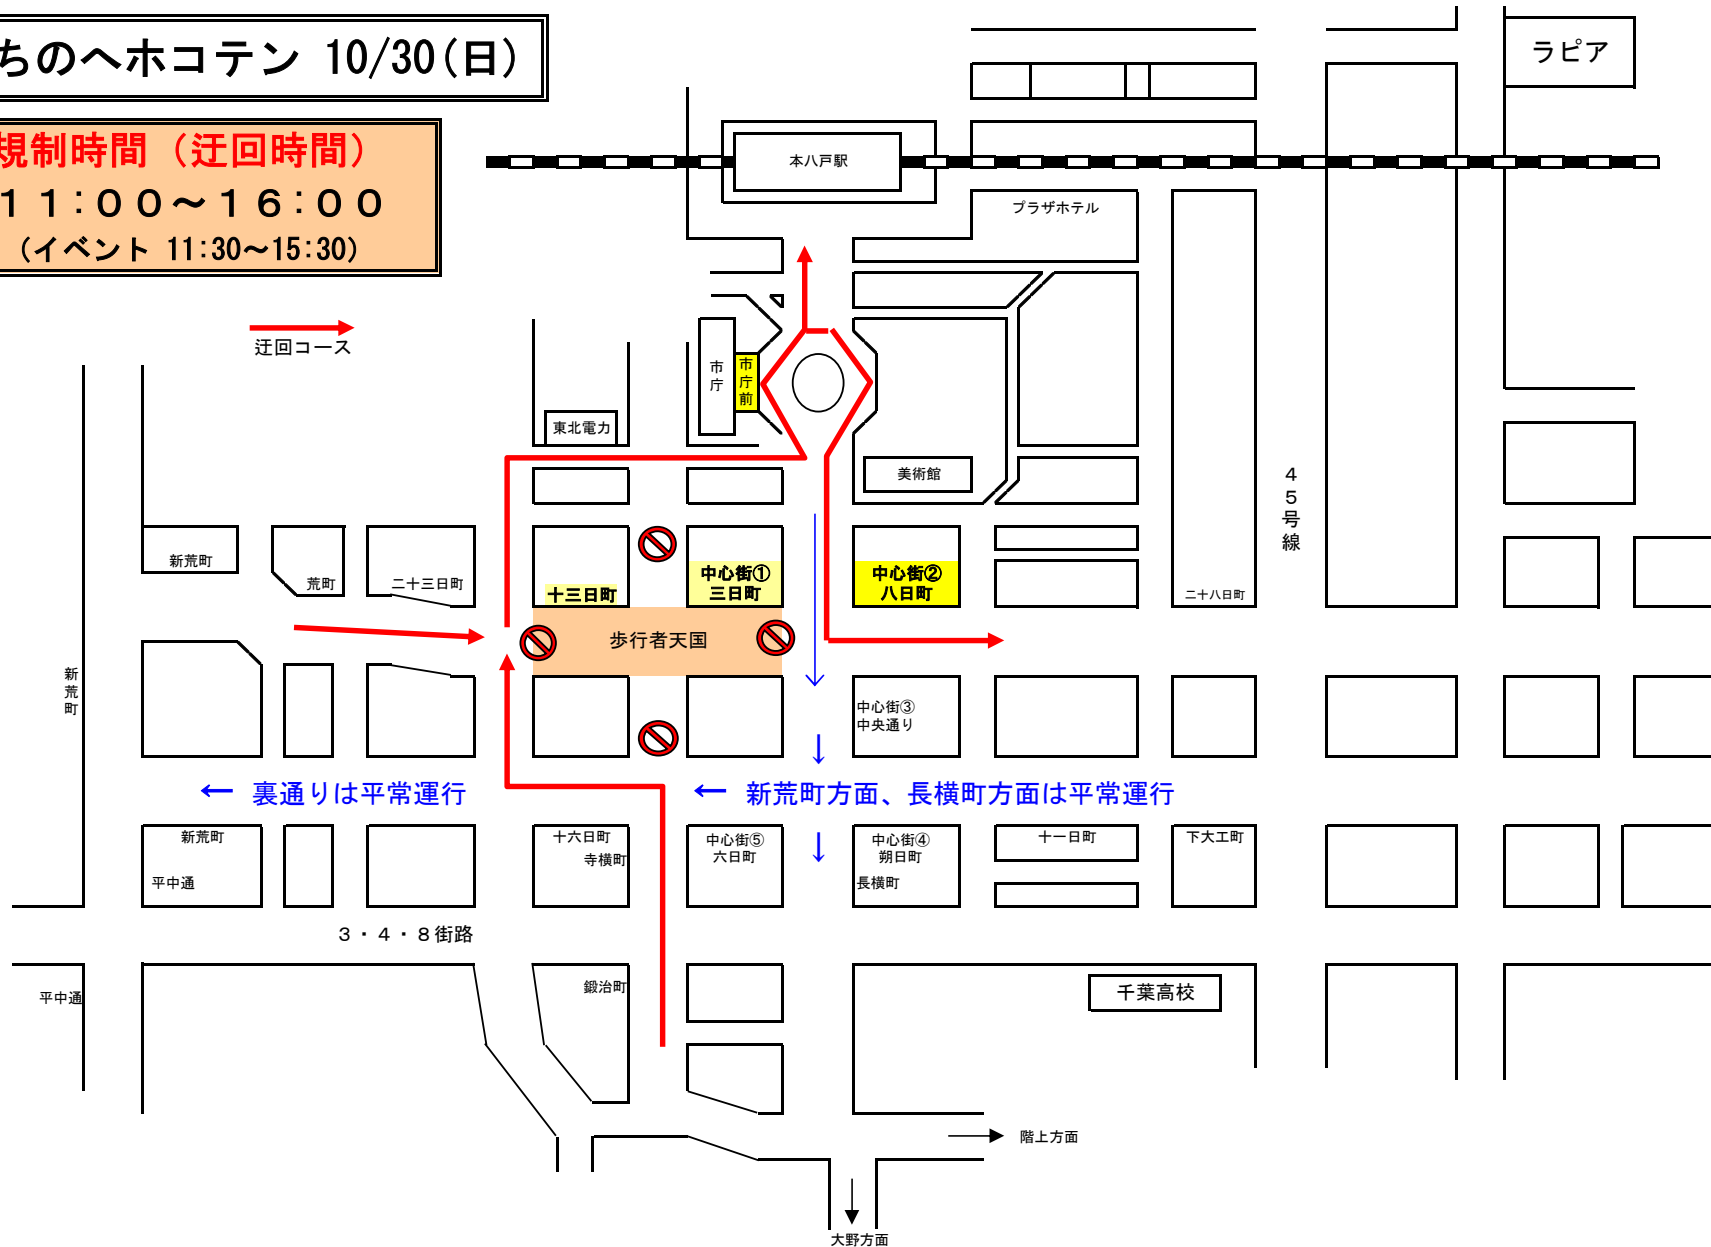 ちのへホコテン 10/30(日)
ラピア
規制時間（迂回時間）
１１：００～１６：００
（イベント 11:30～15:30）
本八戸駅
プラザホテル
迂回コース
市庁
市庁前
東北電力
美術館
４５号線
新荒町
荒町
二十三日町
十三日町
中心街①
三日町
中心街②
八日町
二十八日町
歩行者天国
新荒町
中心街③
中央通り
← 裏通りは平常運行
← 新荒町方面、長横町方面は平常運行
新荒町
平中通
十六日町
寺横町
中心街⑤
六日町
中心街④
朔日町
長横町
十一日町
下大工町
３・４・８街路
平中通
鍛治町
千葉高校
階上方面
大野方面